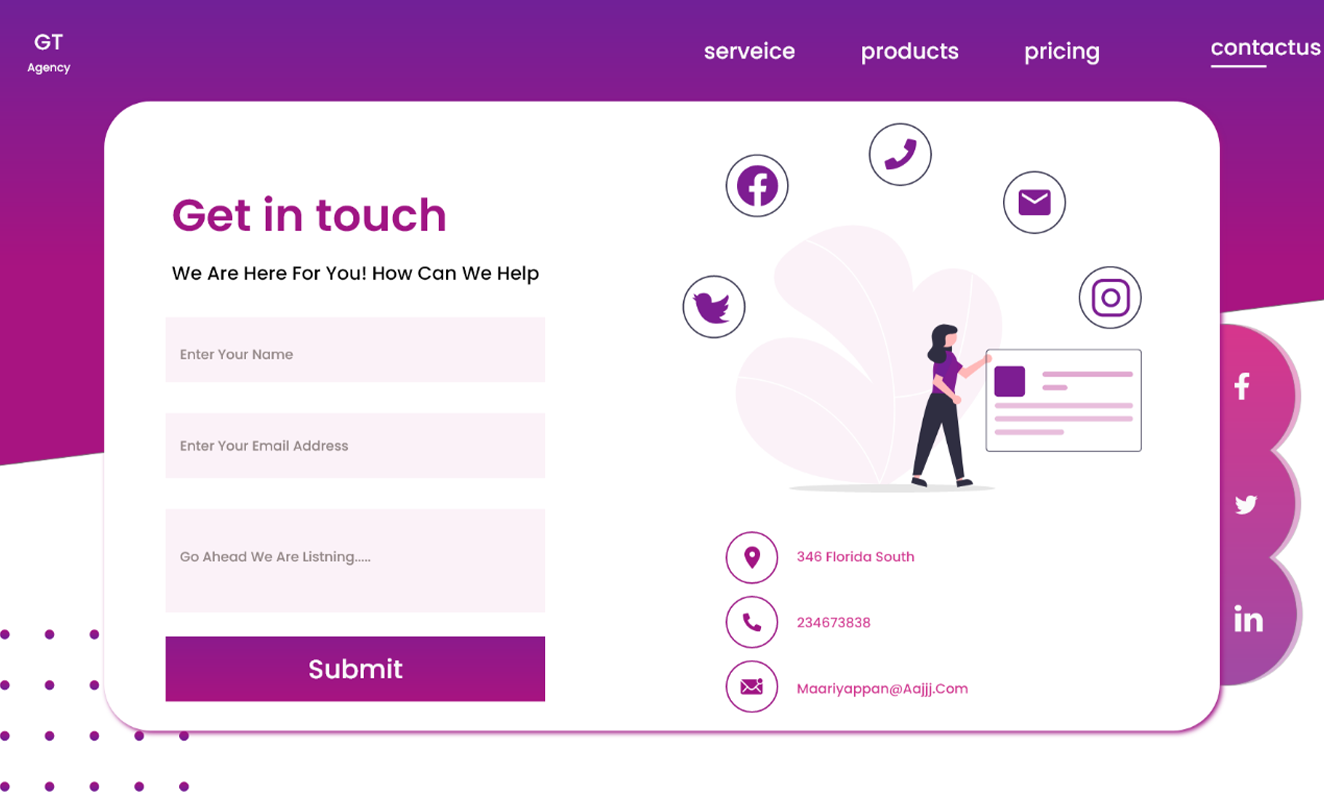 GT
Agency
serveice
products
pricing
contactus
Get in touch
We Are Here For You! How Can We Help
Enter Your Name
Enter Your Email Address
Go Ahead We Are Listning.....
Submit
346 Florida South
234673838
Maariyappan@Aajjj.Com